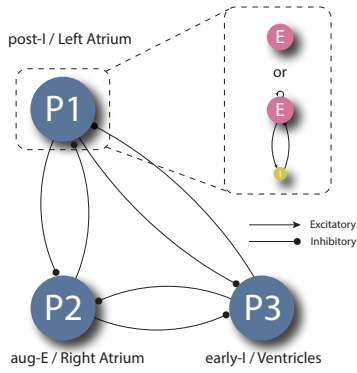 post-I / Left Atrium
P1
E
or
E
I
Excitatory
Inhibitory
P2
P3
aug-E / Right Atrium
early-I / Ventricles